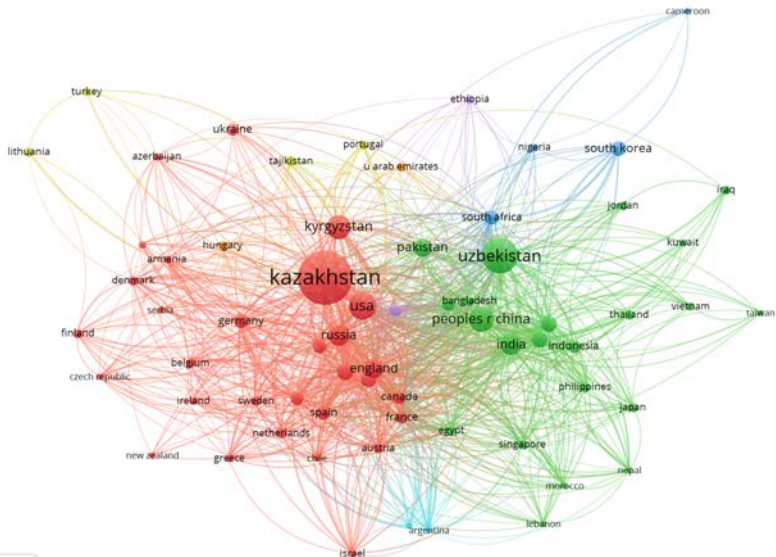 cameroon
turkey
ethiopia
ukraine
lithuania
azerbaijan
portugal
nigeria
south korea
tajikistan
u arab emirates
iraq
jordan
south africa
kyrgyzstan
kuwait
hungary
pakistan
uzbekistan
armenia
kazakhstan
denmark
bangladesh
usa
serbia
vietnam
taiwan
germany
peoples r china
thailand
finland
russia
india
indonesia
belgium
england
czech republic
philippines
ireland
sweden
canada
japan
spain
france
netherlands
egypt
singapore
austria
new zealand
greece
chile
nepal
morocco
argentina
lebanon
israel